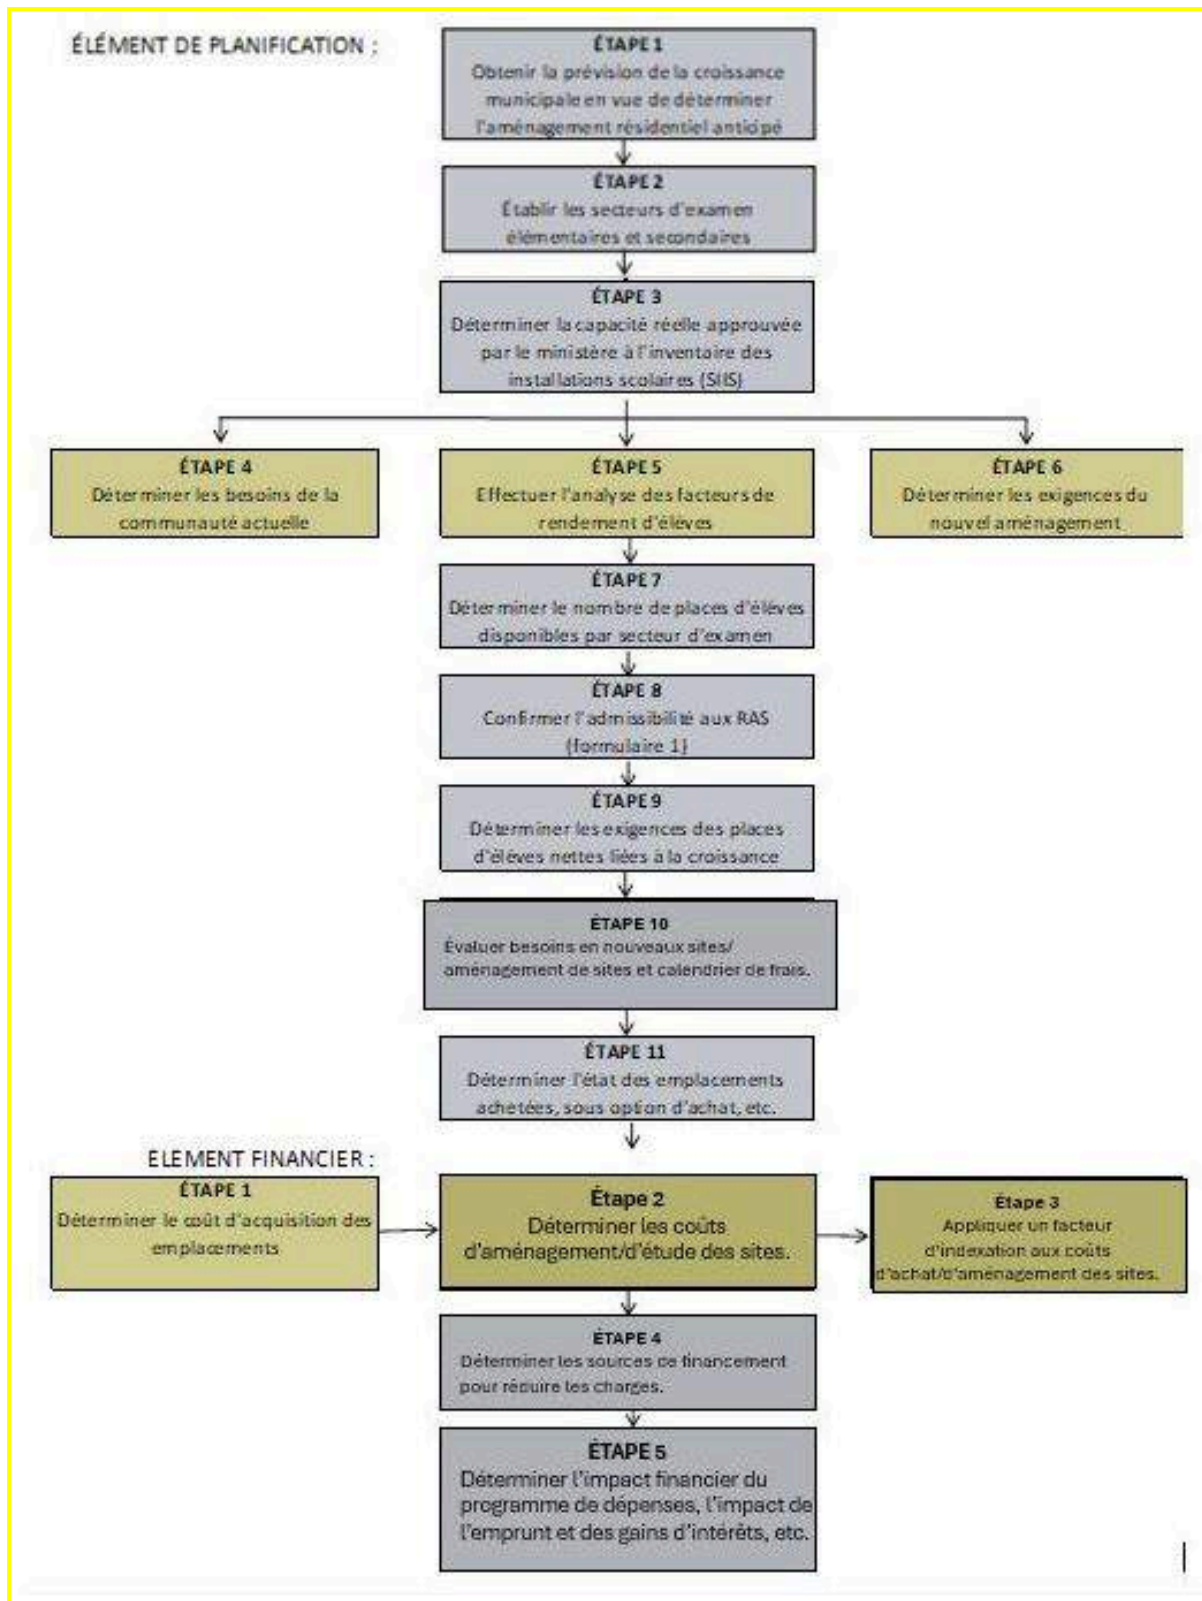 ÉLÉMENT DE PLANIFICATION :
ÉTAPE 1
Obtenir la prévision de la croissance
municipale en vue de déterminer
l'aménagement résidentiel anticipé
ÉTAPE 2
Établir les secteurs d'examen
élémentaires et secondaires
ÉTAPE 3
Déterminer la capacité réelle approuvée
par le ministère à l'inventaire des
installations scolaires (SIIS)
ÉTAPE 4
Déterminer les besoins de la
communauté actuelle
ÉTAPE 5
Effectuer l'analyse des facteurs de
rendement d'élèves
ÉTAPE 6
Déterminer les exigences du
nouvel aménagement
ÉTAPE 7
Déterminer le nombre de places d'élèves
disponibles par secteur d'examen
ÉTAPE 8
Confirmer l'admissibilité aux RAS
(formulaire 1)
ÉTAPE 9
Déterminer les exigences des places
d'élèves nettes liées à la croissance
ÉTAPE 10
Évaluer besoins en nouveaux sites/
aménagement de sites et calendrier de frais.
ÉTAPE 11
Déterminer l'état des emplacements
achetées, sous option d'achat, etc.
ELEMENT FINANCIER :
ÉTAPE 1
Déterminer le coût d'acquisition des
emplacements
Étape 2
Déterminer les coûts
d'aménagement/d'étude des sites.
Étape 3
Appliquer un facteur
d'indexation aux coûts
d'achat/d'aménagement des sites.
ÉTAPE 4
Déterminer les sources de financement
pour réduire les charges.
ÉTAPE 5
Déterminer l'impact financier du
programme de dépenses, l'impact de
l'emprunt et des gains d'intérêts, etc.